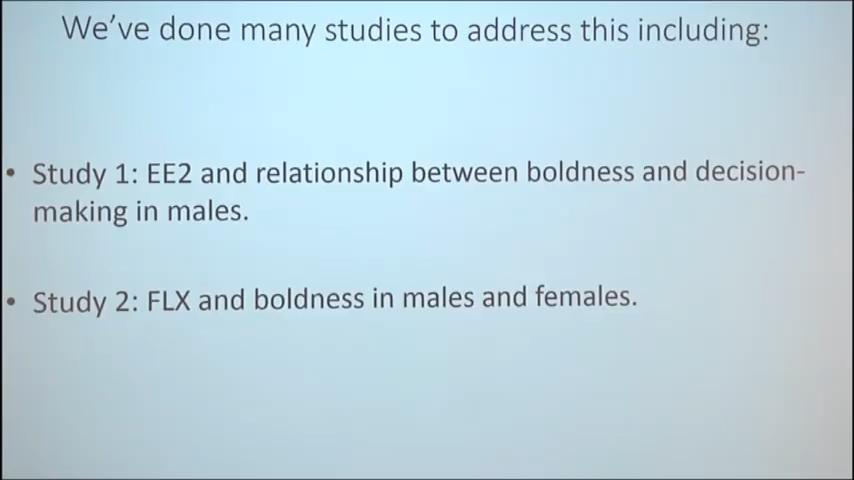 We've done many studies to address this including:
• Study 1: EE2 and relationship between boldness and decision-
making in males.
• Study 2: FLX and boldness in males and females.